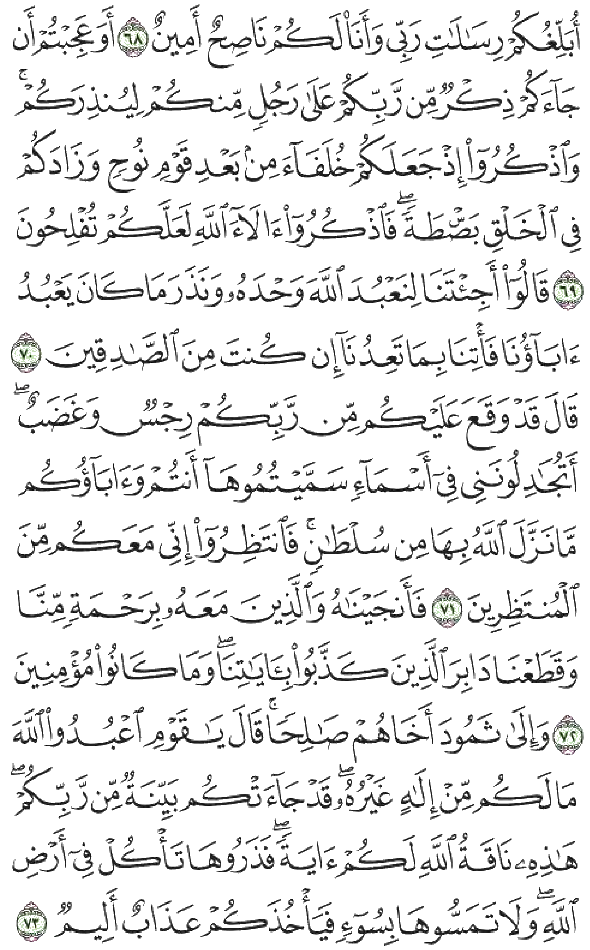 أُبَلِّغُكُمْ رِسَٰلَٰتِ رَبِّى وَأَنَا۠ لَكُمْ نَاصِحٌ أَمِينٌ ٦٨ أَوَعَجِبْتُمْ أَن
جَآءَكُمْ ذِكْرٌ مِّن رَّبِّكُمْ عَلَىٰ رَجُلٍ مِّنكُمْ لِيُنذِرَكُمْ ۚ
وَٱذْكُرُوٓا۟ إِذْ جَعَلَكُمْ خُلَفَآءَ مِنۢ بَعْدِ قَوْمِ نُوحٍ وَزَادَكُمْ
فِى ٱلْخَلْقِ بَصْۜطَةً ۖ فَٱذْكُرُوٓا۟ ءَالَآءَ ٱللَّهِ لَعَلَّكُمْ تُفْلِحُونَ
٦٩ قَالُوٓا۟ أَجِئْتَنَا لِنَعْبُدَ ٱللَّهَ وَحْدَهُۥ وَنَذَرَ مَا كَانَ يَعْبُدُ
ءَابَآؤُنَا فَأْتِنَا بِمَا تَعِدُنَآ إِن كُنتَ مِنَ ٱلصَّٰدِقِينَ ٧٠
قَالَ قَدْ وَقَعَ عَلَيْكُم مِّن رَّبِّكُمْ رِجْسٌ وَغَضَبٌ ۖ
أَتُجَٰدِلُونَنِى فِىٓ أَسْمَآءٍ سَمَّيْتُمُوهَآ أَنتُمْ وَءَابَآؤُكُم
مَّا نَزَّلَ ٱللَّهُ بِهَا مِن سُلْطَٰنٍ ۚ فَٱنتَظِرُوٓا۟ إِنِّى مَعَكُم مِّنَ
ٱلْمُنتَظِرِينَ ٧١ فَأَنجَيْنَٰهُ وَٱلَّذِينَ مَعَهُۥ بِرَحْمَةٍ مِّنَّا
وَقَطَعْنَا دَابِرَ ٱلَّذِينَ كَذَّبُوا۟ بِـَٔايَٰتِنَا ۖ وَمَا كَانُوا۟ مُؤْمِنِينَ
٧٢ وَإِلَىٰ ثَمُودَ أَخَاهُمْ صَٰلِحًا ۗ قَالَ يَٰقَوْمِ ٱعْبُدُوا۟ ٱللَّهَ
مَا لَكُم مِّنْ إِلَٰهٍ غَيْرُهُۥ ۖ قَدْ جَآءَتْكُم بَيِّنَةٌ مِّن رَّبِّكُمْ ۖ
هَٰذِهِۦ نَاقَةُ ٱللَّهِ لَكُمْ ءَايَةً ۖ فَذَرُوهَا تَأْكُلْ فِىٓ أَرْضِ
ٱللَّهِ ۖ وَلَا تَمَسُّوهَا بِسُوٓءٍ فَيَأْخُذَكُمْ عَذَابٌ أَلِيمٌ ٧٣